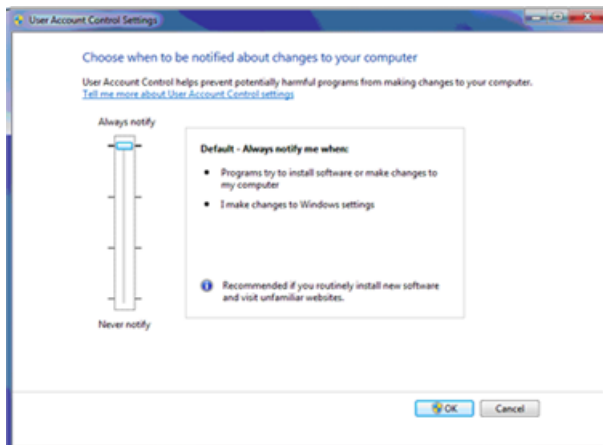 User Account Control Settings
Choose when to be notified about changes to your computer
User Account Control helps prevent potentially harmful programs from making changes to your computer.
Tell me more about User Account Control settings
Always notify
Default - Always notify me when:
• Programs try to install software or make changes to
my computer
• I make changes to Windows settings
Recommended if you routinely install new software
and visit unfamiliar websites.
Never notify
OK
Cancel